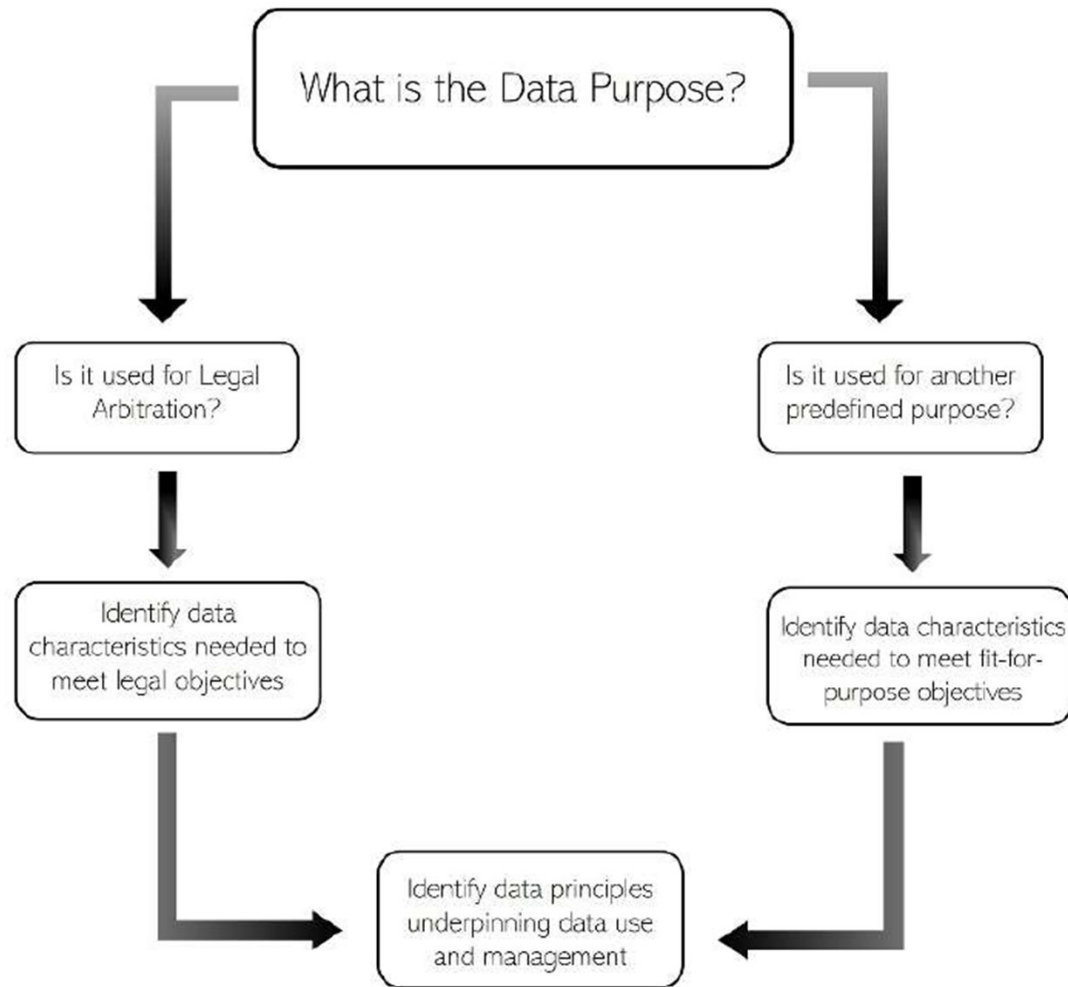 What is the Data Purpose?
Is it used for Legal
Arbitration?
Is it used for another
predefined purpose?
Identify data
characteristics needed to
meet legal objectives
Identify data characteristics
needed to meet fit-for-
purpose objectives
Identify data principles
underpinning data use
and management